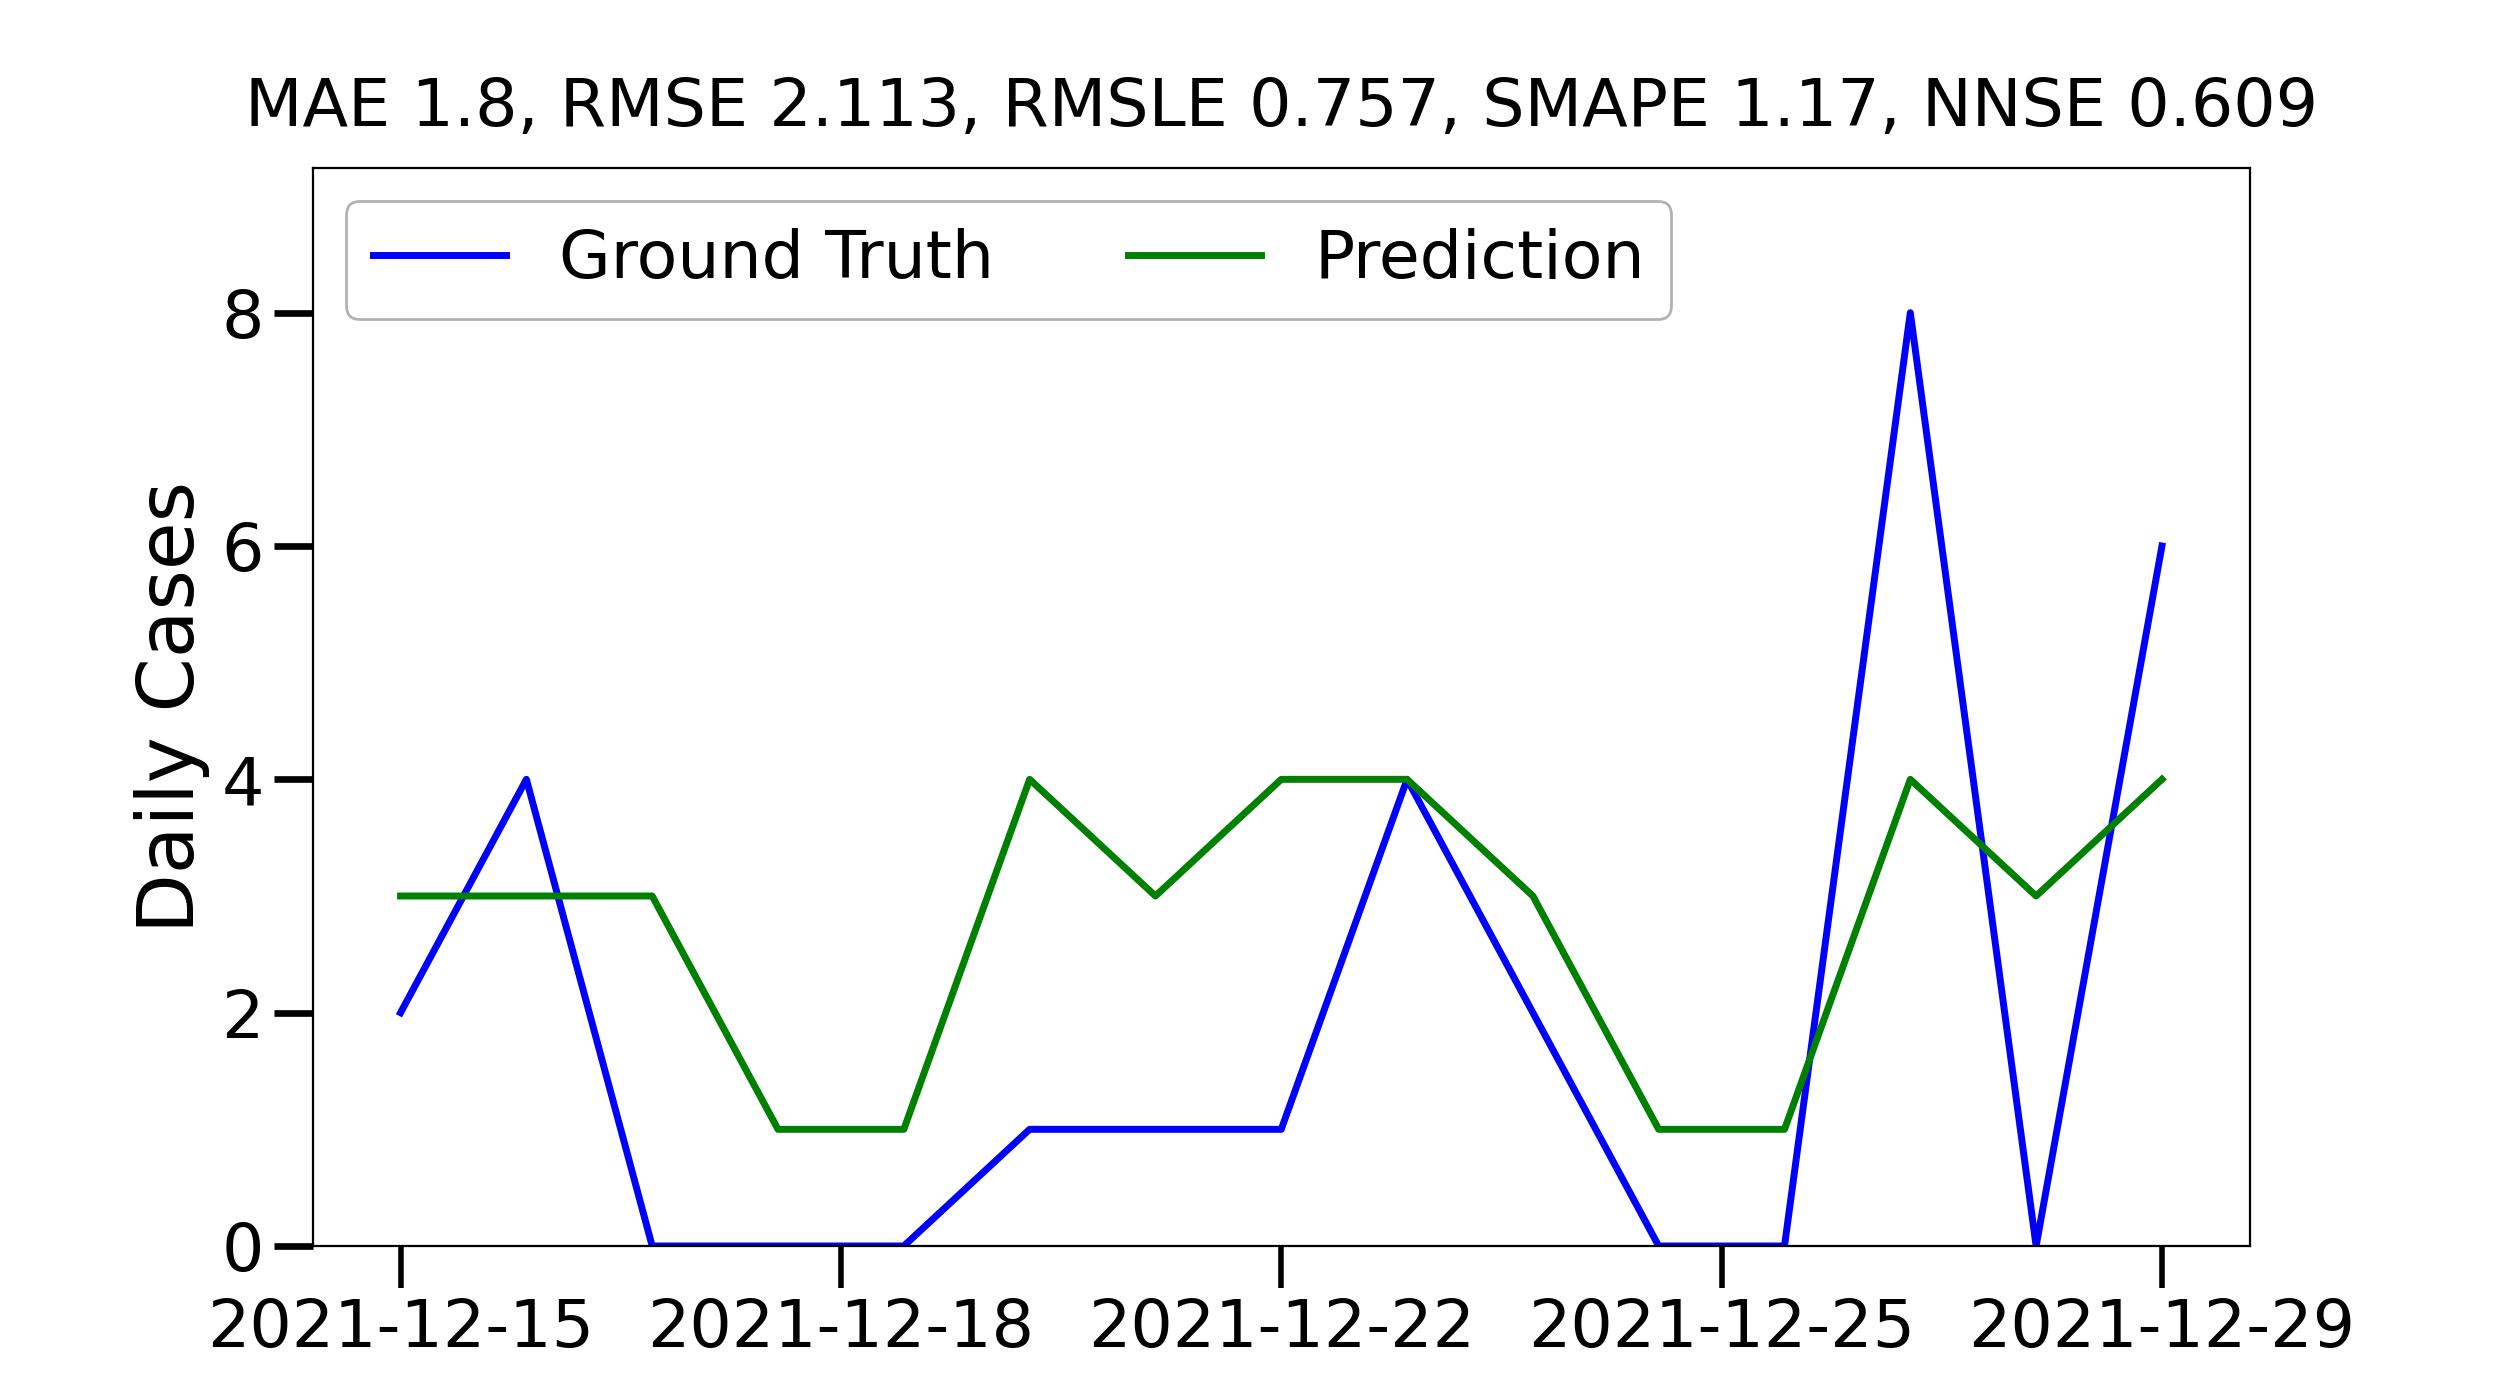 MAE 1.8, RMSE 2.113, RMSLE 0.757, SMAPE 1.17, NNSE 0.609
Ground Truth
Prediction
Daily Cases
8
6
4
2
0
2021-12-15
2021-12-18
2021-12-22
2021-12-25
2021-12-29